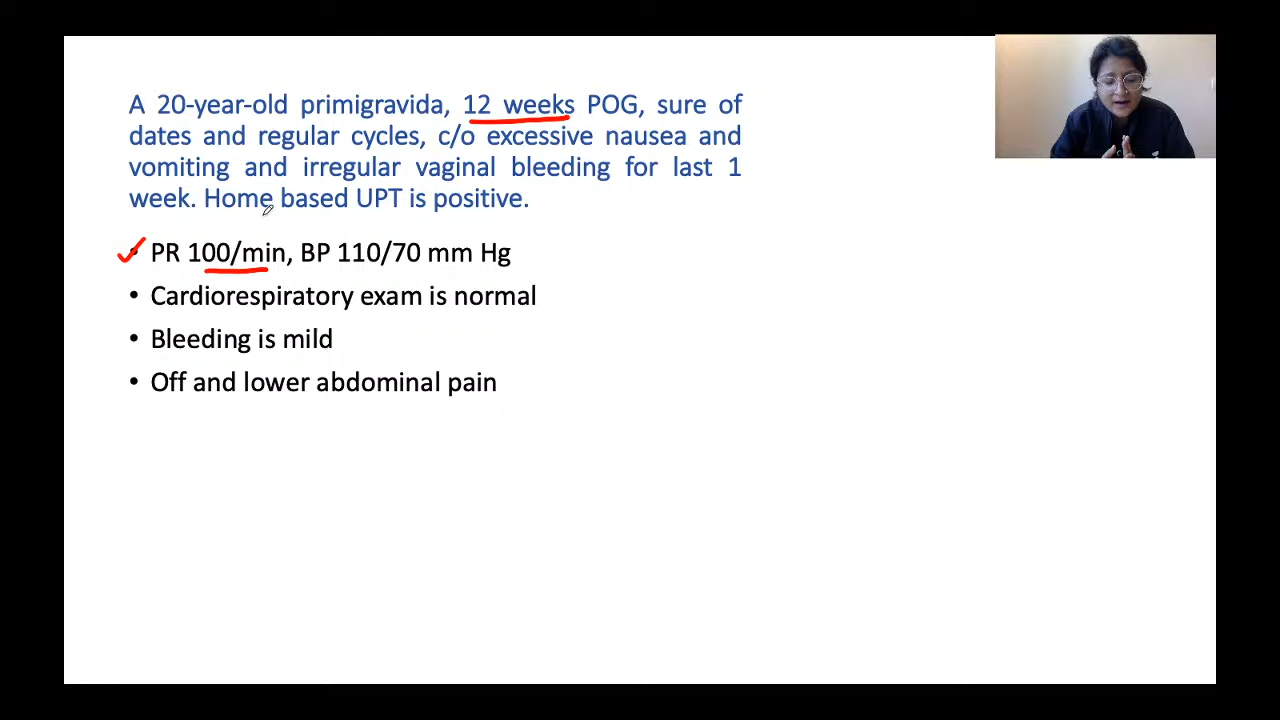 A 20-year-old primigravida, 12 weeks POG, sure of
dates and regular cycles, c/o excessive nausea and
vomiting and irregular vaginal bleeding for last 1
week. Home based UPT is positive.
• PR 100/min, BP 110/70 mm Hg
• Cardiorespiratory exam is normal
• Bleeding is mild
• Off and lower abdominal pain